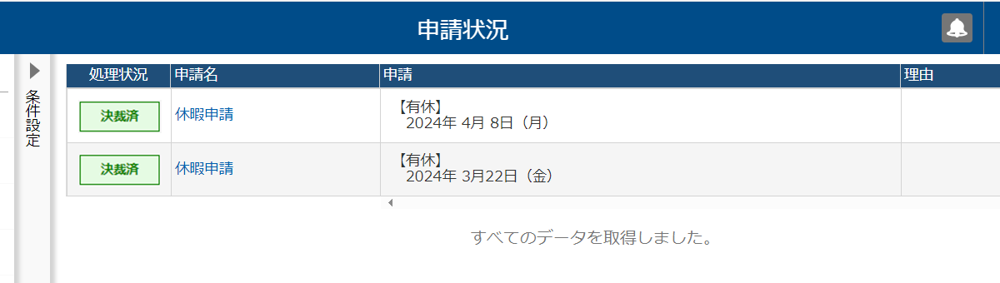 申請状況
条件設定
処理状況 申請名 申請 理由
決裁済 休暇申請 【有休】
2024年 4月 8日（月）
決裁済 休暇申請 【有休】
2024年 3月22日（金）
すべてのデータを取得しました。